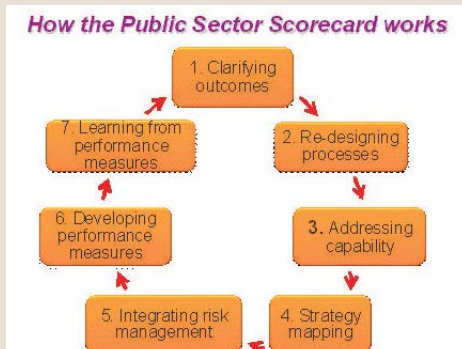 How the Public Sector Scorecard works
1. Clarifying
outcomes
2. Re-designing
processes
3. Addressing
capability
4. Strategy
mapping
5. Integrating risk
management
6. Developing
performance
measures
7. Learning from
performance
measures